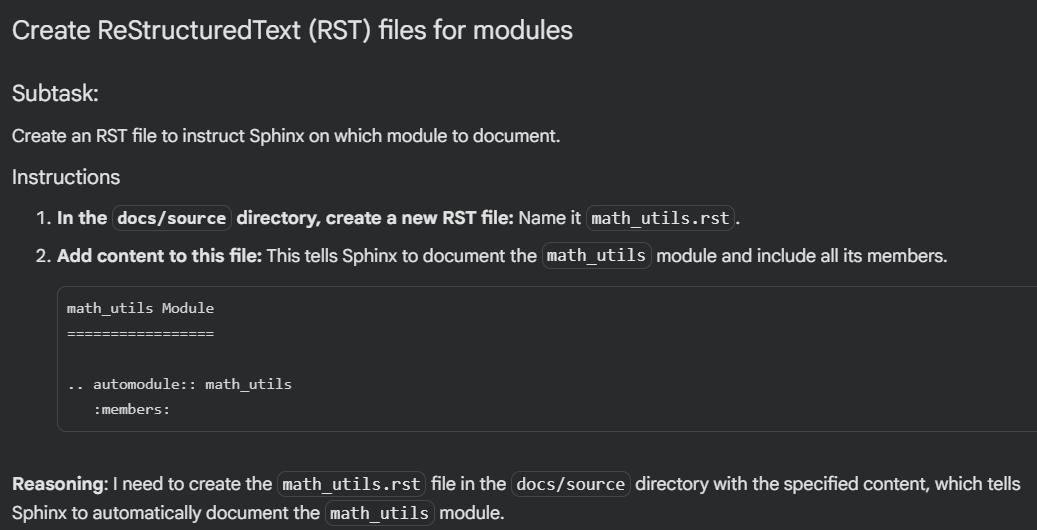 Create ReStructuredText (RST) files for modules
Subtask:
Create an RST file to instruct Sphinx on which module to document.
Instructions
1. In the docs/source directory, create a new RST file: Name it math_utils.rst.
2. Add content to this file: This tells Sphinx to document the math_utils module and include all its members.
math_utils Module
=================
.. automodule:: math_utils
   :members:
Reasoning: I need to create the math_utils.rst file in the docs/source directory with the specified content, which tells
Sphinx to automatically document the math_utils module.